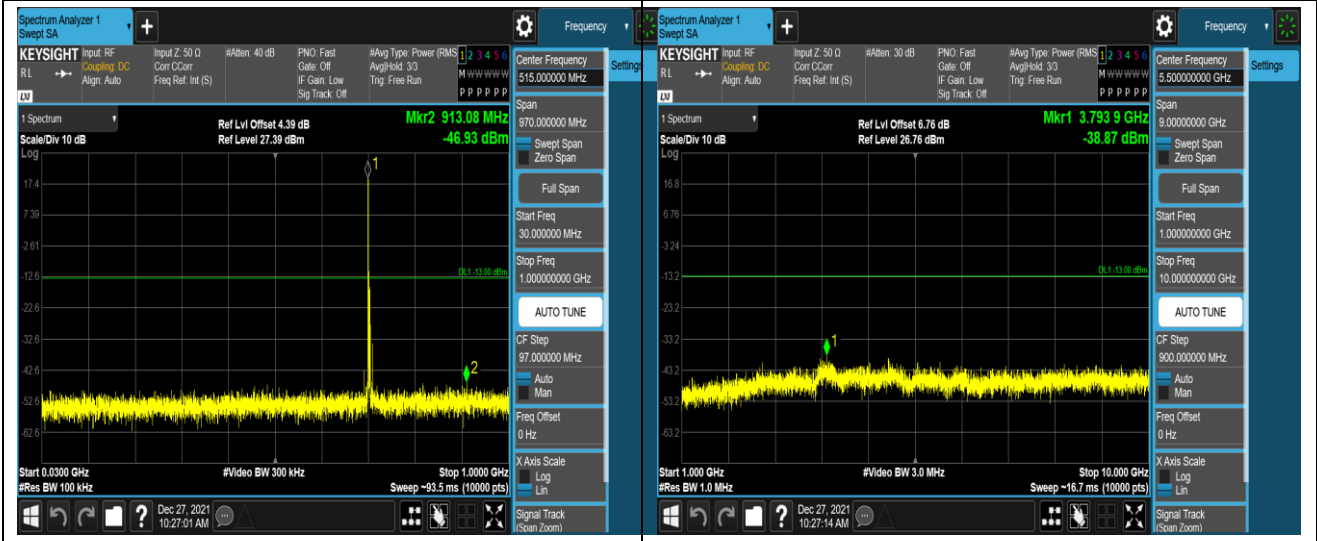 Spectrum Analyzer 1
Swept SA
+
Frequency
KEYSIGHT
RL
LXI
Input: RF
Coupling: DC
Align: Auto
Input Z: 50 Ω
Corr CCorr
Freq Ref: Int (S)
#Atten: 40 dB
PNO: Fast
Gate: Off
IF Gain: Low
Sig Track: Off
#Avg Type: Power (RMS
Avg|Hold: 3/3
Trig: Free Run
1 2 3 4 5 6
M W W W W W
P P P P P P
Center Frequency
515.000000 MHz
Settings
1 Spectrum
Scale/Div 10 dB
Log
Ref Lvl Offset 4.39 dB
Ref Level 27.39 dBm
Mkr2 913.08 MHz
-46.93 dBm
Span
970.000000 MHz
Swept Span
Zero Span
Full Span
Start Freq
30.000000 MHz
Stop Freq
1.000000000 GHz
AUTO TUNE
CF Step
97.000000 MHz
Auto
Man
Freq Offset
0 Hz
X Axis Scale
Log
Lin
Signal Track
(Span Zoom)
17.4
7.39
-2.61
-12.6
-22.6
-32.6
-42.6
-52.6
-62.6
1
DL1 -13.00 dBm
2
Start 0.0300 GHz
#Res BW 100 kHz
#Video BW 300 kHz
Stop 1.0000 GHz
Sweep ~93.5 ms (10000 pts)
?
Dec 27, 2021
10:27:01 AM
Spectrum Analyzer 1
Swept SA
+
Frequency
KEYSIGHT
RL
LXI
Input: RF
Coupling: DC
Align: Auto
Input Z: 50 Ω
Corr CCorr
Freq Ref: Int (S)
#Atten: 30 dB
PNO: Fast
Gate: Off
IF Gain: Low
Sig Track: Off
#Avg Type: Power (RMS
Avg|Hold: 3/3
Trig: Free Run
1 2 3 4 5 6
M W W W W W
P P P P P P
Center Frequency
5.500000000 GHz
Settings
1 Spectrum
Scale/Div 10 dB
Log
Ref Lvl Offset 6.76 dB
Ref Level 26.76 dBm
Mkr1 3.793 9 GHz
-38.87 dBm
Span
9.00000000 GHz
Swept Span
Zero Span
Full Span
Start Freq
1.000000000 GHz
Stop Freq
10.000000000 GHz
AUTO TUNE
CF Step
900.000000 MHz
Auto
Man
Freq Offset
0 Hz
X Axis Scale
Log
Lin
Signal Track
(Span Zoom)
16.8
6.76
-3.24
-13.2
-23.2
-33.2
-43.2
-53.2
-63.2
DL1 -13.00 dBm
1
Start 1.000 GHz
#Res BW 1.0 MHz
#Video BW 3.0 MHz
Stop 10.000 GHz
Sweep ~16.7 ms (10000 pts)
?
Dec 27, 2021
10:27:14 AM